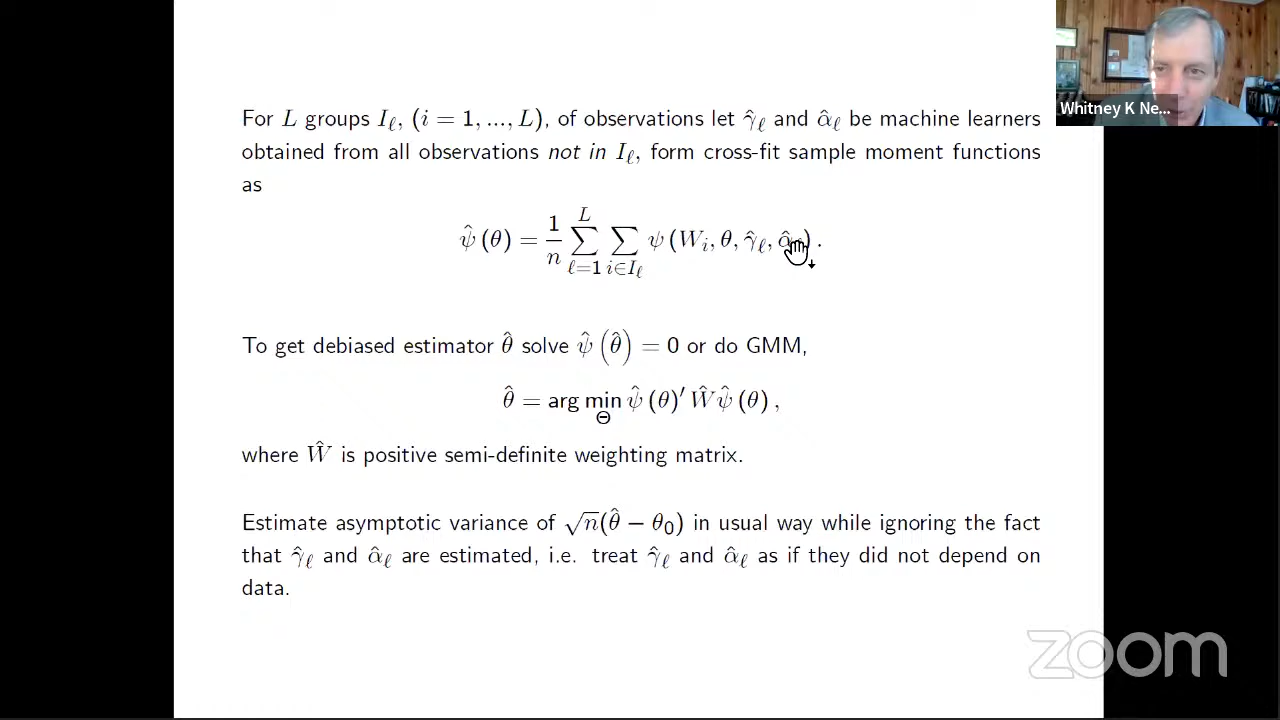 For L groups I_ℓ, (i = 1, ..., L), of observations let γ̂_ℓ and α̂_ℓ be machine learners
Whitney K Ne...
obtained from all observations not in I_ℓ, form cross-fit sample moment functions
as
ψ̂ (θ) = 1/n ∑_{ℓ=1}^{L} ∑_{i∈I_ℓ} ψ (W_i, θ, γ̂_ℓ, α̂_ℓ) .
To get debiased estimator θ̂ solve ψ̂ (θ̂) = 0 or do GMM,
θ̂ = arg min_Θ ψ̂ (θ)′ Ŵ ψ̂ (θ) ,
where Ŵ is positive semi-definite weighting matrix.
Estimate asymptotic variance of √n(θ̂ − θ_0) in usual way while ignoring the fact
that γ̂_ℓ and α̂_ℓ are estimated, i.e. treat γ̂_ℓ and α̂_ℓ as if they did not depend on
data.
zoom